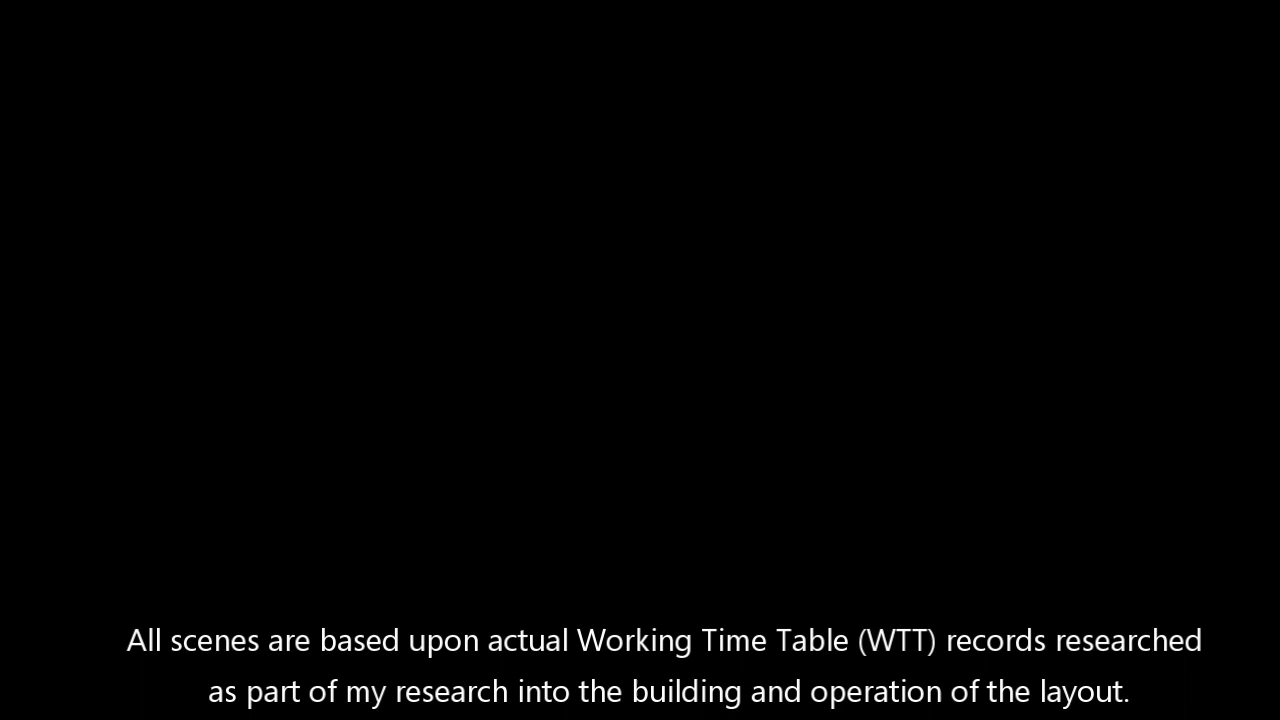 All scenes are based upon actual Working Time Table (WTT) records researched
as part of my research into the building and operation of the layout.